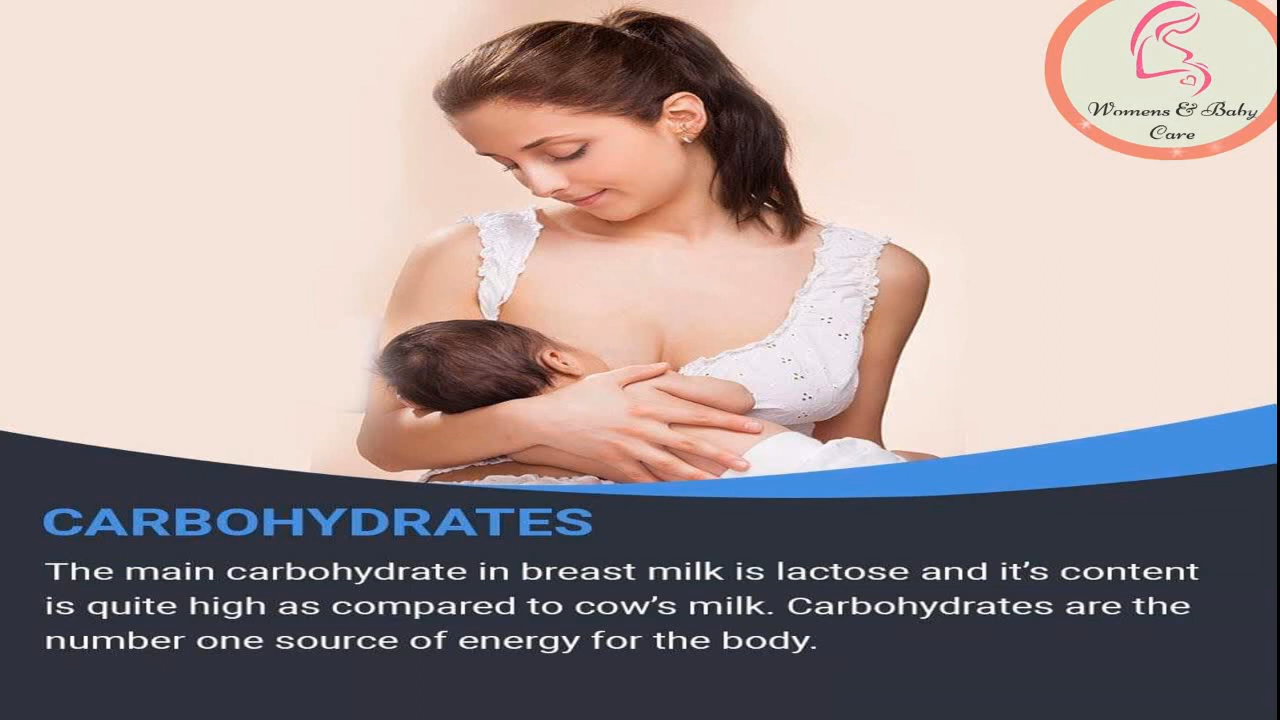 Womens & Baby
Care
CARBOHYDRATES
The main carbohydrate in breast milk is lactose and it’s content
is quite high as compared to cow’s milk. Carbohydrates are the
number one source of energy for the body.